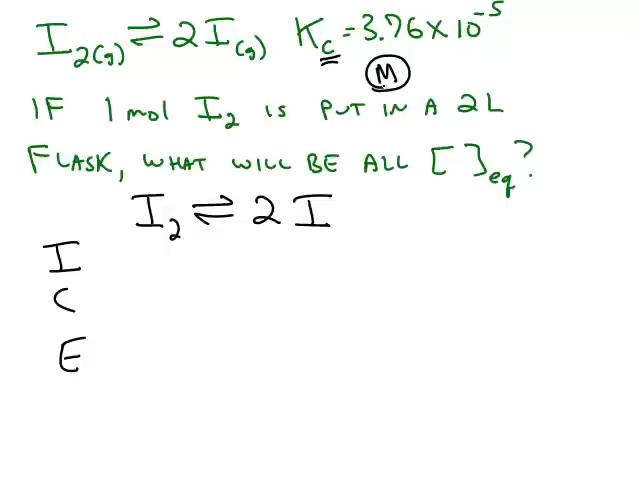 I₂(g) ⇌ 2I(g) Kc = 3.76 × 10⁻⁵
M
IF 1 mol I₂ IS PUT IN A 2L
FLASK, WHAT WILL BE ALL [ ]eq?
I₂ ⇌ 2 I
I
C
E